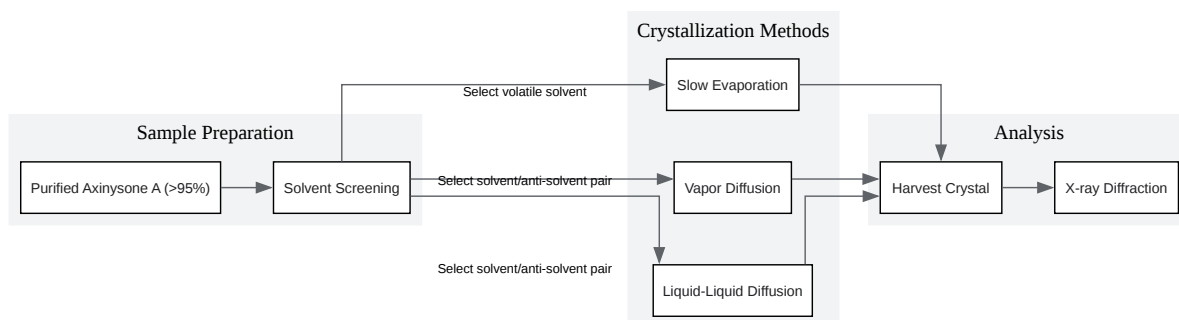 Crystallization Methods
Slow Evaporation
Select volatile solvent
Sample Preparation
Analysis
Purified Axinysone A (>95%)
Solvent Screening
Select solvent/anti-solvent pair
Vapor Diffusion
Harvest Crystal
X-ray Diffraction
Select solvent/anti-solvent pair
Liquid-Liquid Diffusion